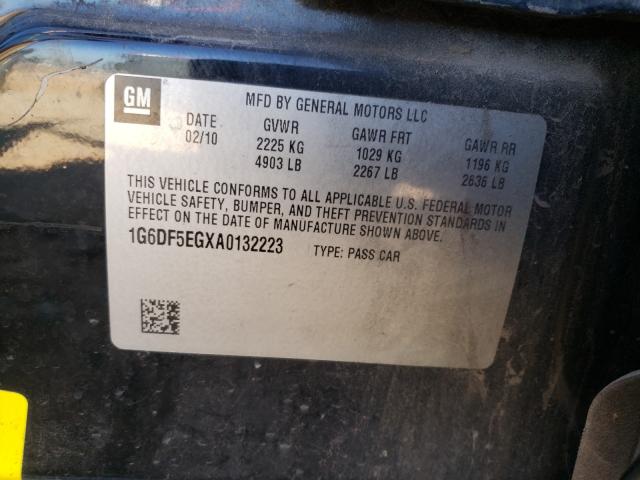 GM
MFD BY GENERAL MOTORS LLC
DATE GVWR GAWR FRT GAWR RR
02/10 2225 KG 1029 KG 1196 KG
4903 LB 2267 LB 2636 LB
THIS VEHICLE CONFORMS TO ALL APPLICABLE U.S. FEDERAL MOTOR
VEHICLE SAFETY, BUMPER, AND THEFT PREVENTION STANDARDS IN
EFFECT ON THE DATE OF MANUFACTURE SHOWN ABOVE.
1G6DF5EGXA0132223 TYPE: PASS CAR